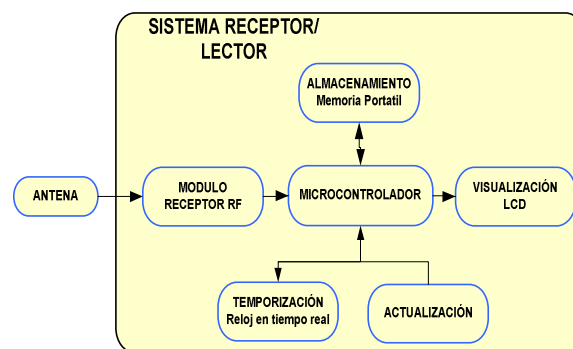 SISTEMA RECEPTOR/
LECTOR
ALMACENAMIENTO
Memoria Portatil
ANTENA
MODULO
RECEPTOR RF
MICROCONTROLADOR
VISUALIZACIÓN
LCD
TEMPORIZACIÓN
Reloj en tiempo real
ACTUALIZACIÓN